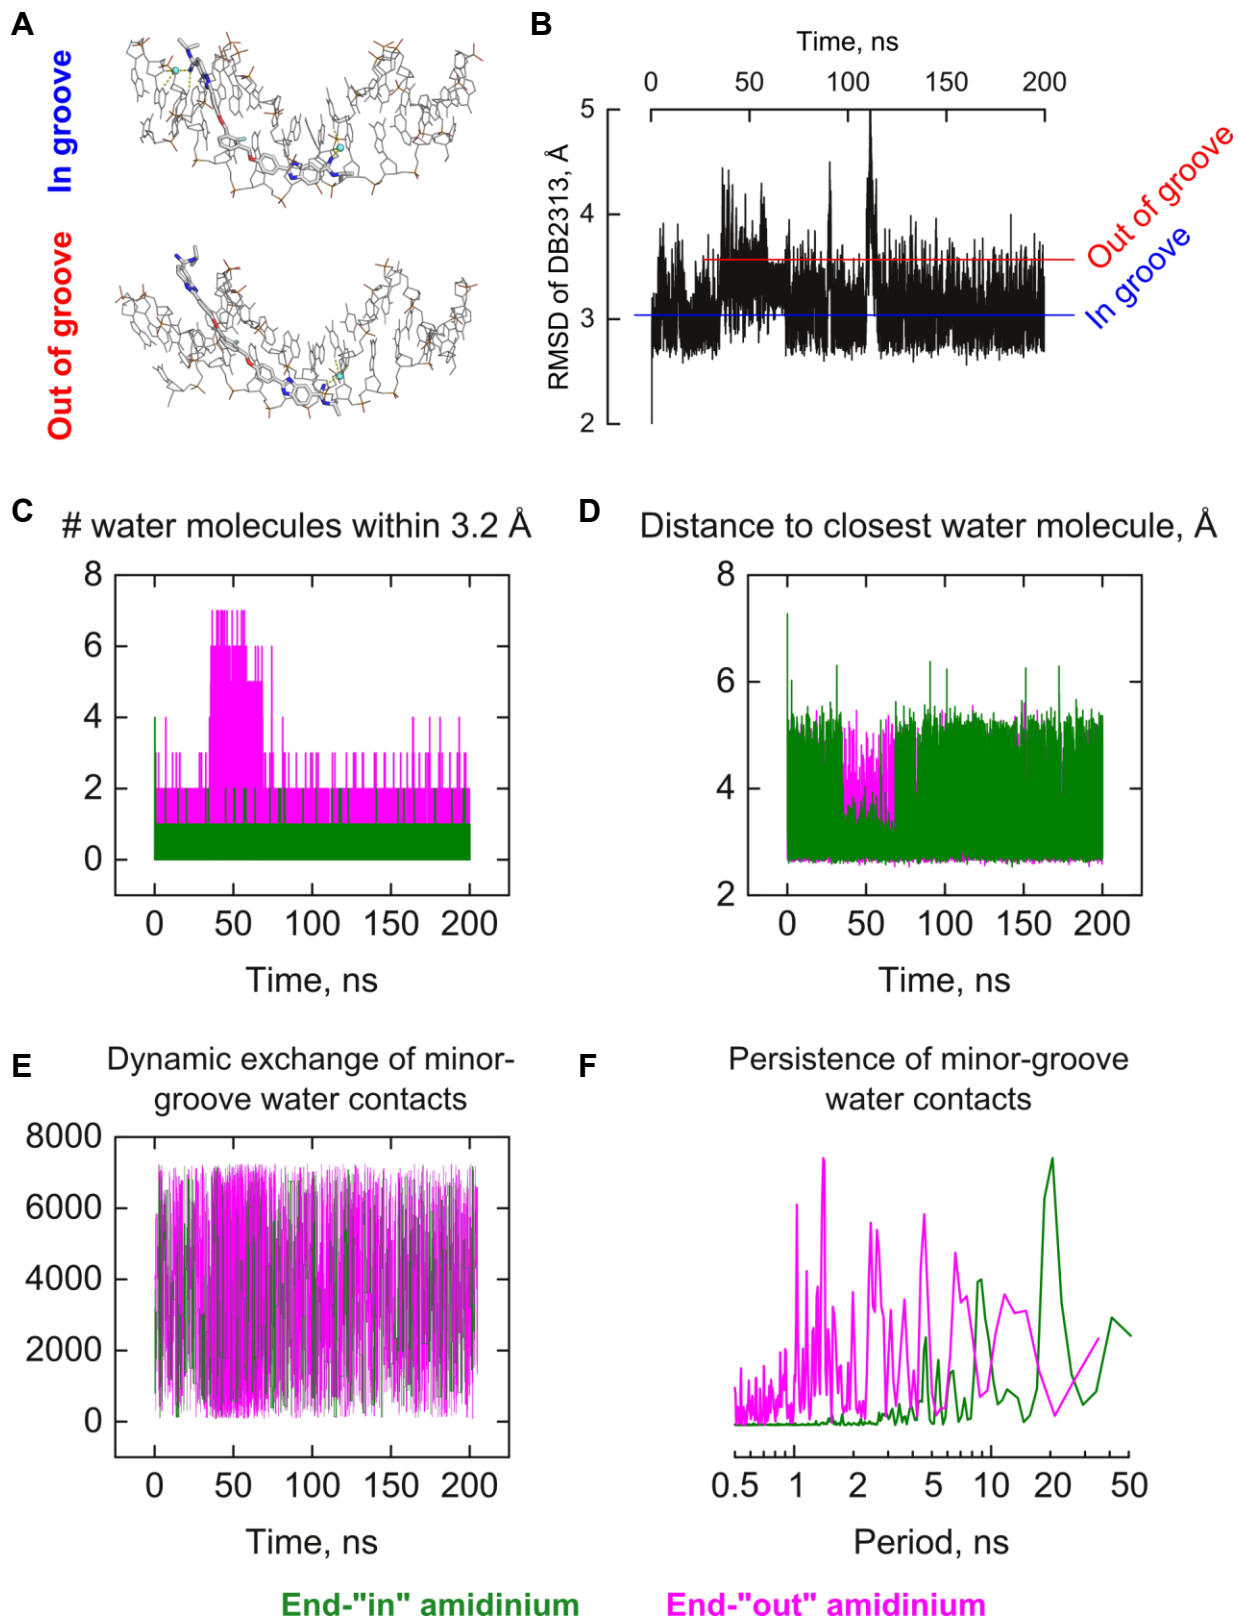 A
In groove
Out of groove
B
Time, ns
0 50 100 150 200
5
4
3
2
RMSD of DB2313, Å
Out of groove
In groove
C
# water molecules within 3.2 Å
8
6
4
2
0
0 50 100 150 200
Time, ns
D
Distance to closest water molecule, Å
8
6
4
2
0 50 100 150 200
Time, ns
E
Dynamic exchange of minor-
groove water contacts
8000
6000
4000
2000
0
0 50 100 150 200
Time, ns
F
Persistence of minor-groove
water contacts
0.5 1 2 5 10 20 50
Period, ns
End-"in" amidinium
End-"out" amidinium